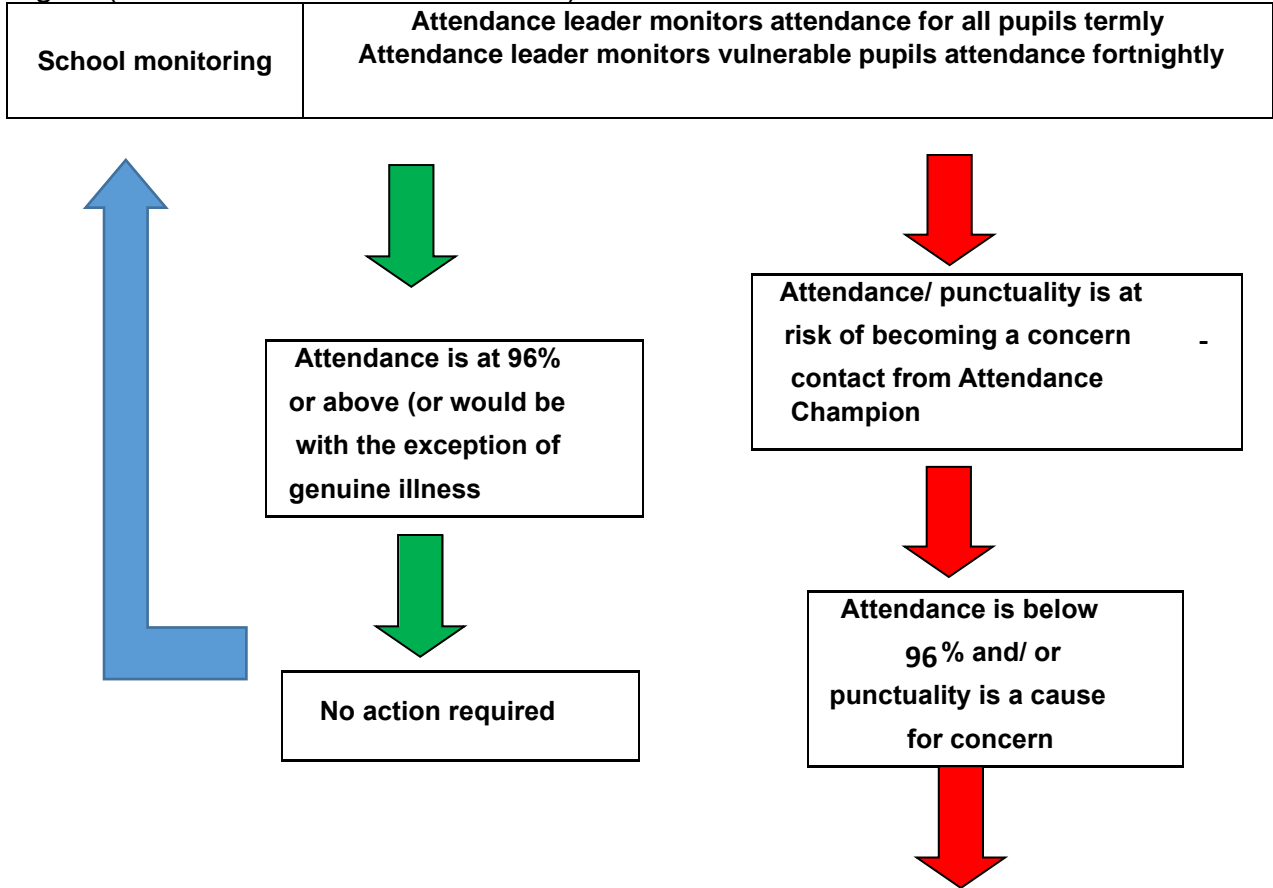 School monitoring
Attendance leader monitors attendance for all pupils termly
Attendance leader monitors vulnerable pupils attendance fortnightly
Attendance is at 96%
or above (or would be
with the exception of
genuine illness
No action required
Attendance/ punctuality is at
risk of becoming a concern -
contact from Attendance
Champion
Attendance is below
96% and/ or
punctuality is a cause
for concern